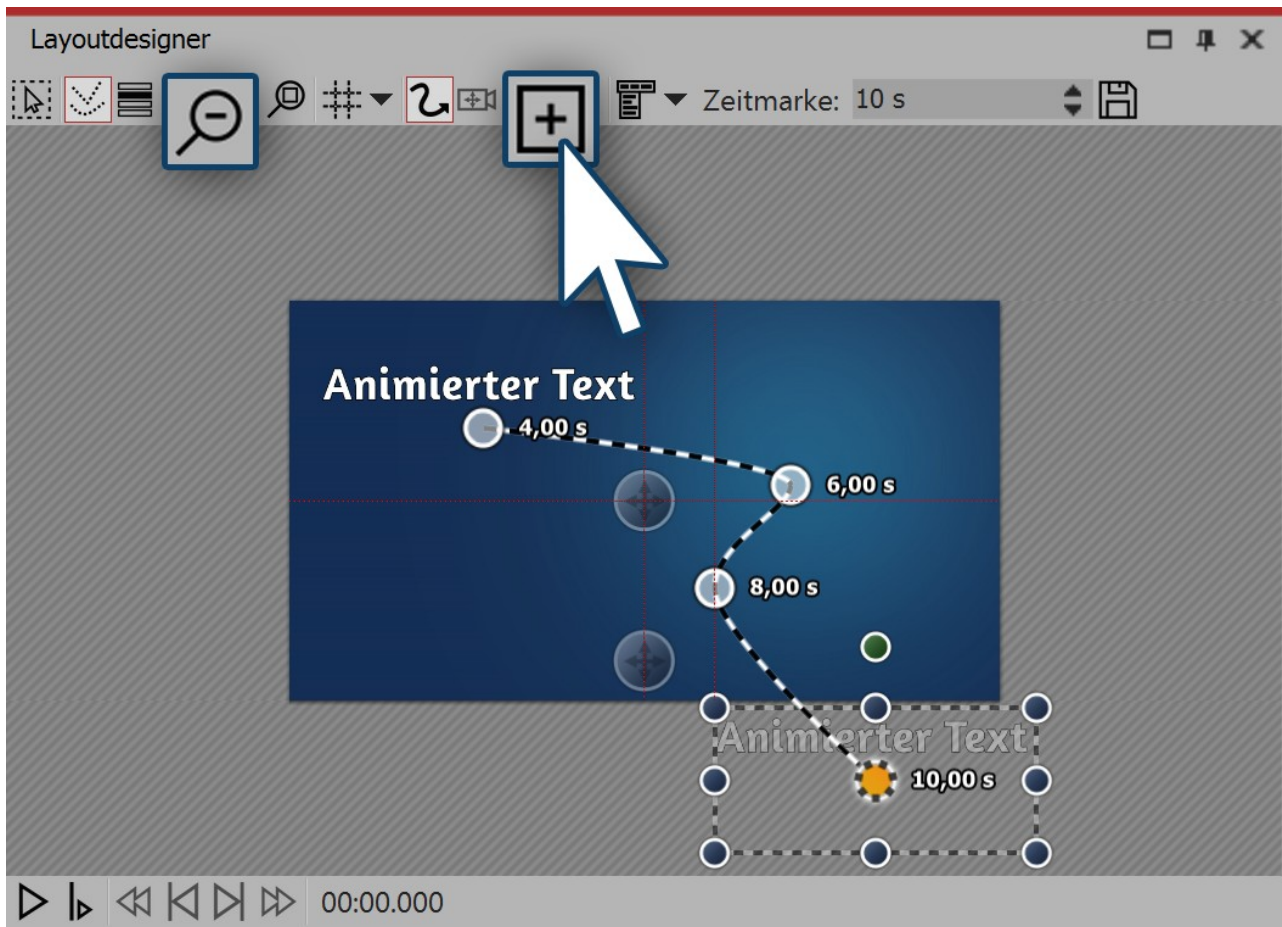 Layoutdesigner
Zeitmarke: 10 s
Animierter Text
4,00 s
6,00 s
8,00 s
Animierter Text
10,00 s
00:00.000